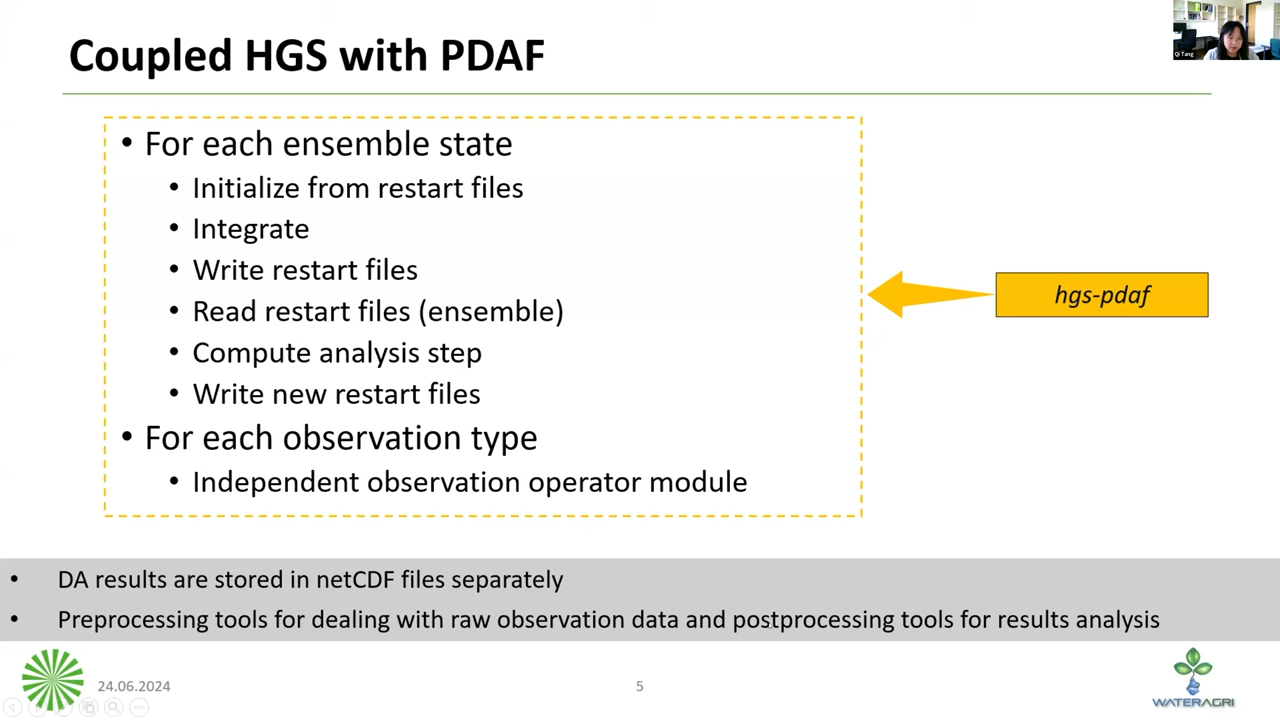 Coupled HGS with PDAF
Qi Tang
• For each ensemble state
• Initialize from restart files
• Integrate
• Write restart files
• Read restart files (ensemble)
• Compute analysis step
• Write new restart files
• For each observation type
• Independent observation operator module
hgs-pdaf
• DA results are stored in netCDF files separately
• Preprocessing tools for dealing with raw observation data and postprocessing tools for results analysis
24.06.2024
5
WATERAGRI